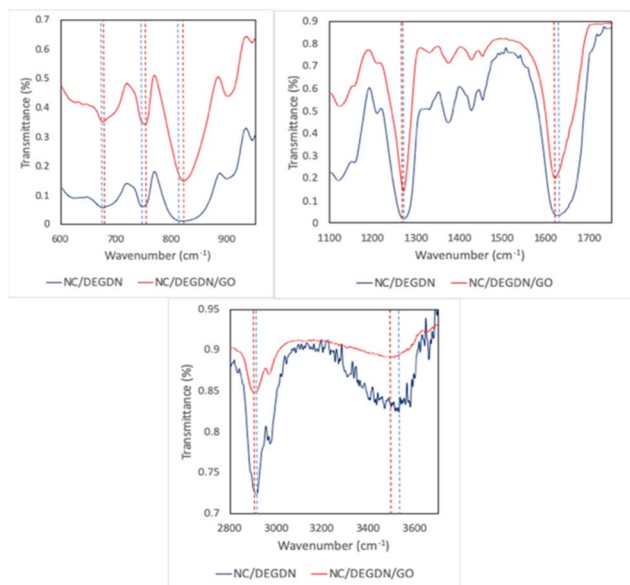 0.7
0.6
0.5
0.4
0.3
0.2
0.1
0
Transmittance (%)
600 700 800 900
Wavenumber (cm⁻¹)
NC/DEGDN NC/DEGDN/GO
0.9
0.8
0.7
0.6
0.5
0.4
0.3
0.2
0.1
0
Transmittance (%)
1100 1200 1300 1400 1500 1600 1700
Wavenumber (cm⁻¹)
NC/DEGDN NC/DEGDN/GO
0.95
0.9
0.85
0.8
0.75
0.7
Transmittance (%)
2800 3000 3200 3400 3600
Wavenumber (cm⁻¹)
NC/DEGDN NC/DEGDN/GO